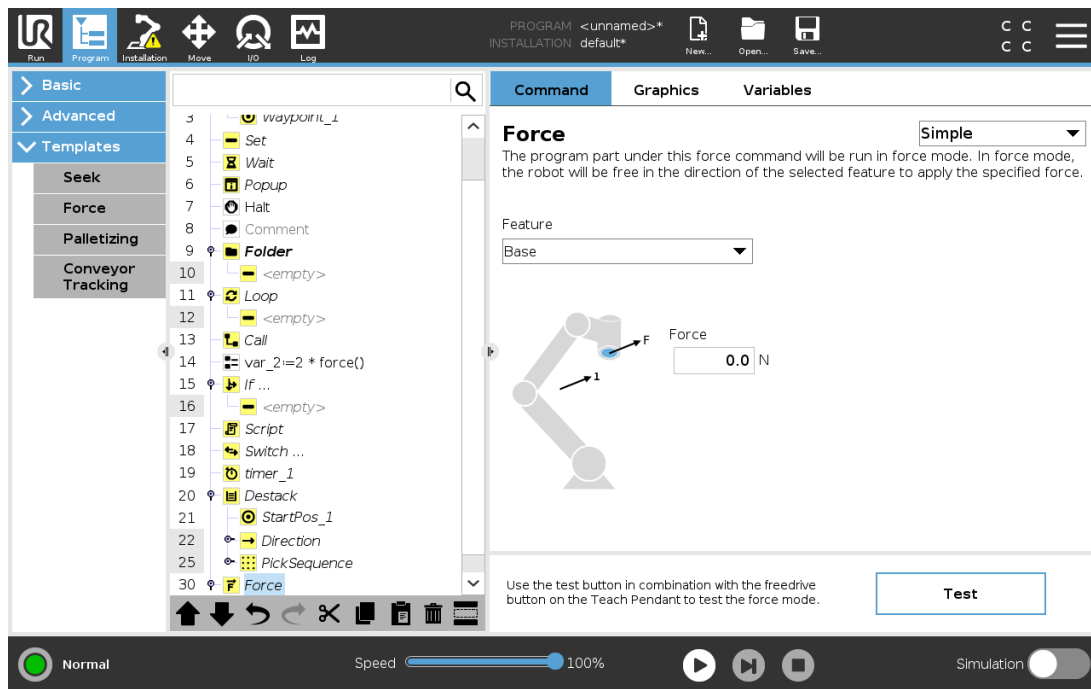 PROGRAM <unnamed>*
INSTALLATION default*
UR
Run
Program
Installation
Move
I/O
Log
New...
Open...
Save...
C C
C C
Basic
Advanced
Templates
Seek
Force
Palletizing
Conveyor
Tracking
3 Waypoint_1
4 Set
5 Wait
6 Popup
7 Halt
8 Comment
9 Folder
10 <empty>
11 Loop
12 <empty>
13 Call
14 var_2:=2 * force()
15 If ...
16 <empty>
17 Script
18 Switch ...
19 timer_1
20 Destack
21 StartPos_1
22 Direction
25 PickSequence
30 F Force
Command Graphics Variables
Force
Simple
The program part under this force command will be run in force mode. In force mode,
the robot will be free in the direction of the selected feature to apply the specified force.
Feature
Base
F
1
Force
0.0 N
Use the test button in combination with the freedrive
button on the Teach Pendant to test the force mode.
Test
Normal
Speed 100%
Simulation